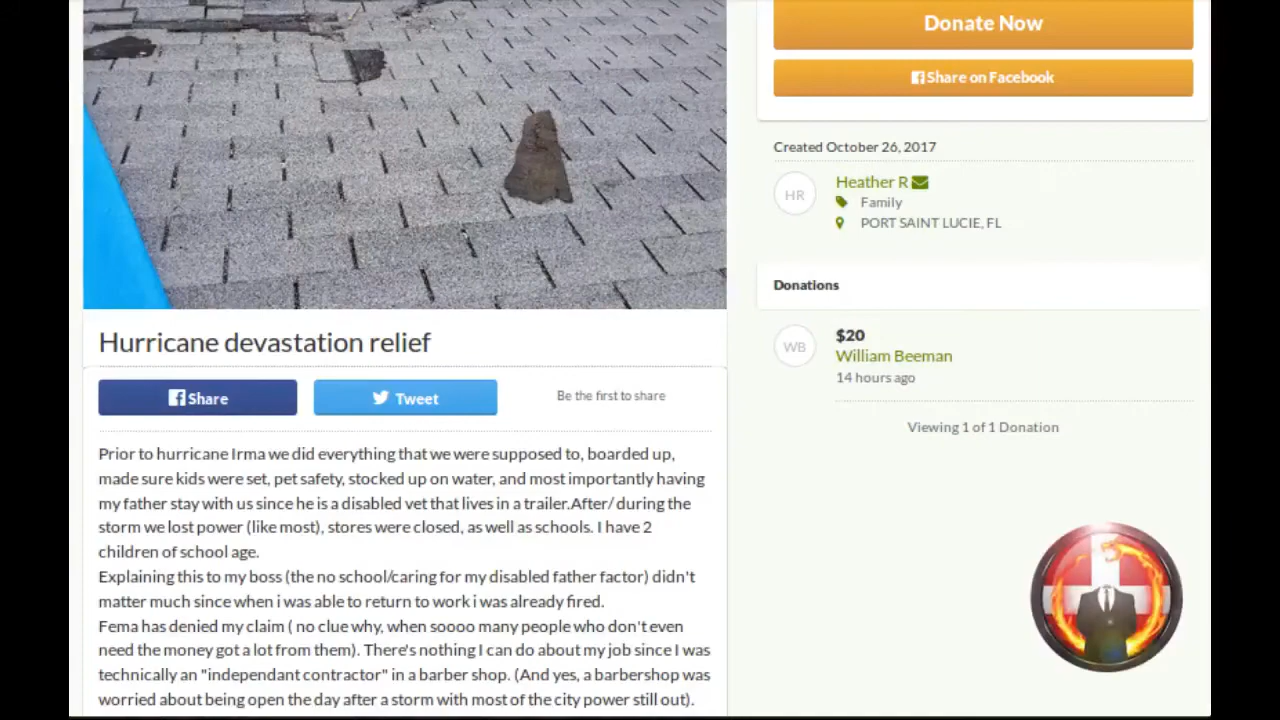 Donate Now
Share on Facebook
Created October 26, 2017
HR
Heather R
Family
PORT SAINT LUCIE, FL
Donations
WB
$20
William Beeman
14 hours ago
Viewing 1 of 1 Donation
Hurricane devastation relief
Share
Tweet
Be the first to share
Prior to hurricane Irma we did everything that we were supposed to, boarded up,
made sure kids were set, pet safety, stocked up on water, and most importantly having
my father stay with us since he is a disabled vet that lives in a trailer.After/ during the
storm we lost power (like most), stores were closed, as well as schools. I have 2
children of school age.
Explaining this to my boss (the no school/caring for my disabled father factor) didn't
matter much since when i was able to return to work i was already fired.
Fema has denied my claim ( no clue why, when soooo many people who don't even
need the money got a lot from them). There's nothing I can do about my job since I was
technically an "independant contractor" in a barber shop. (And yes, a barbershop was
worried about being open the day after a storm with most of the city power still out).